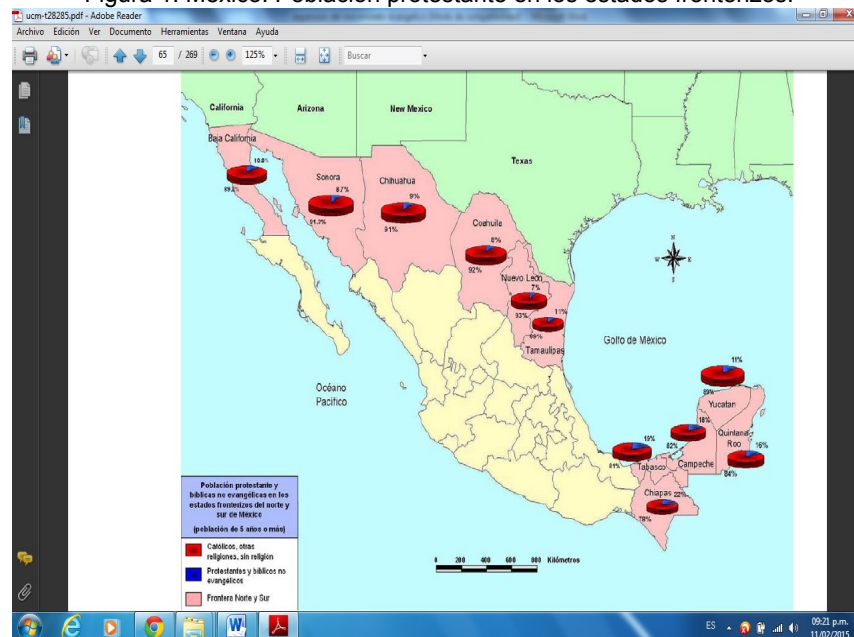 Figura 1. México. Población protestante en los estados fronterizos.
ucm-t28285.pdf - Adobe Reader
Archivo Edición Ver Documento Herramientas Ventana Ayuda
65 / 269 125% Buscar
California
Arizona
New Mexico
Texas
Baja California
10.8%
89.2%
Sonora
87%
91.3%
Chihuahua
9%
91%
Coahuila
8%
92%
Nuevo León
7%
93%
11%
89%
Tamaulipas
Golfo de México
Océano
Pacifico
11%
89%
Yucatan
18%
82%
Quintana
Roo
16%
84%
19%
81%
Tabasco
Campeche
Chiapas
22%
78%
Población protestante y
bíblicas no evangélicas en los
estados fronterizos del norte y
sur de México
(población de 5 años o más)
Católicos, otras
religiones, sin religión
Protestantes y bíblicos no
evangélicos
Frontera Norte y Sur
0 200 400 600 800 Kilómetros
ES
09:21 p.m.
11/02/2015